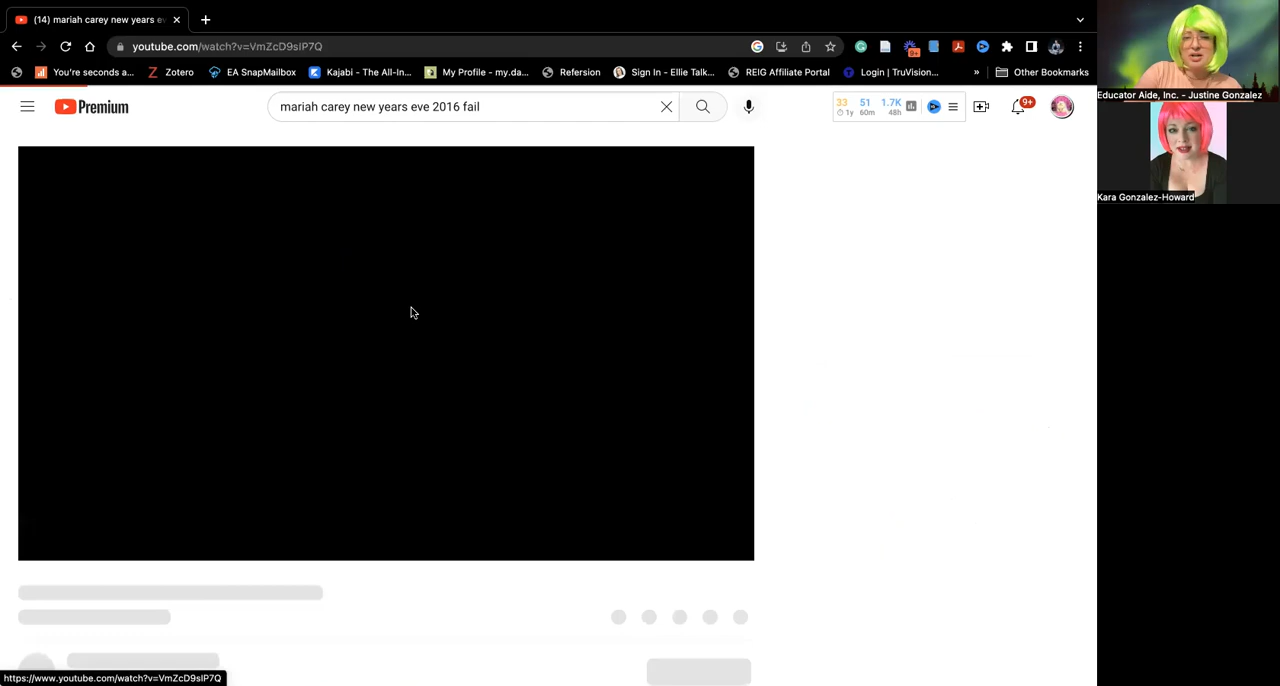 (14) mariah carey new years ev
youtube.com/watch?v=VmZcD9sIP7Q
9+
You're seconds a...
Zotero
EA SnapMailbox
Kajabi - The All-In...
My Profile - my.da...
Refersion
Sign In - Ellie Talk...
REIG Affiliate Portal
Login | TruVision...
»
Other Bookmarks
Premium
mariah carey new years eve 2016 fail
33 51 1.7K
1y 60m 48h
9+
Educator Aide, Inc. - Justine Gonzalez
Kara Gonzalez-Howard
https://www.youtube.com/watch?v=VmZcD9sIP7Q